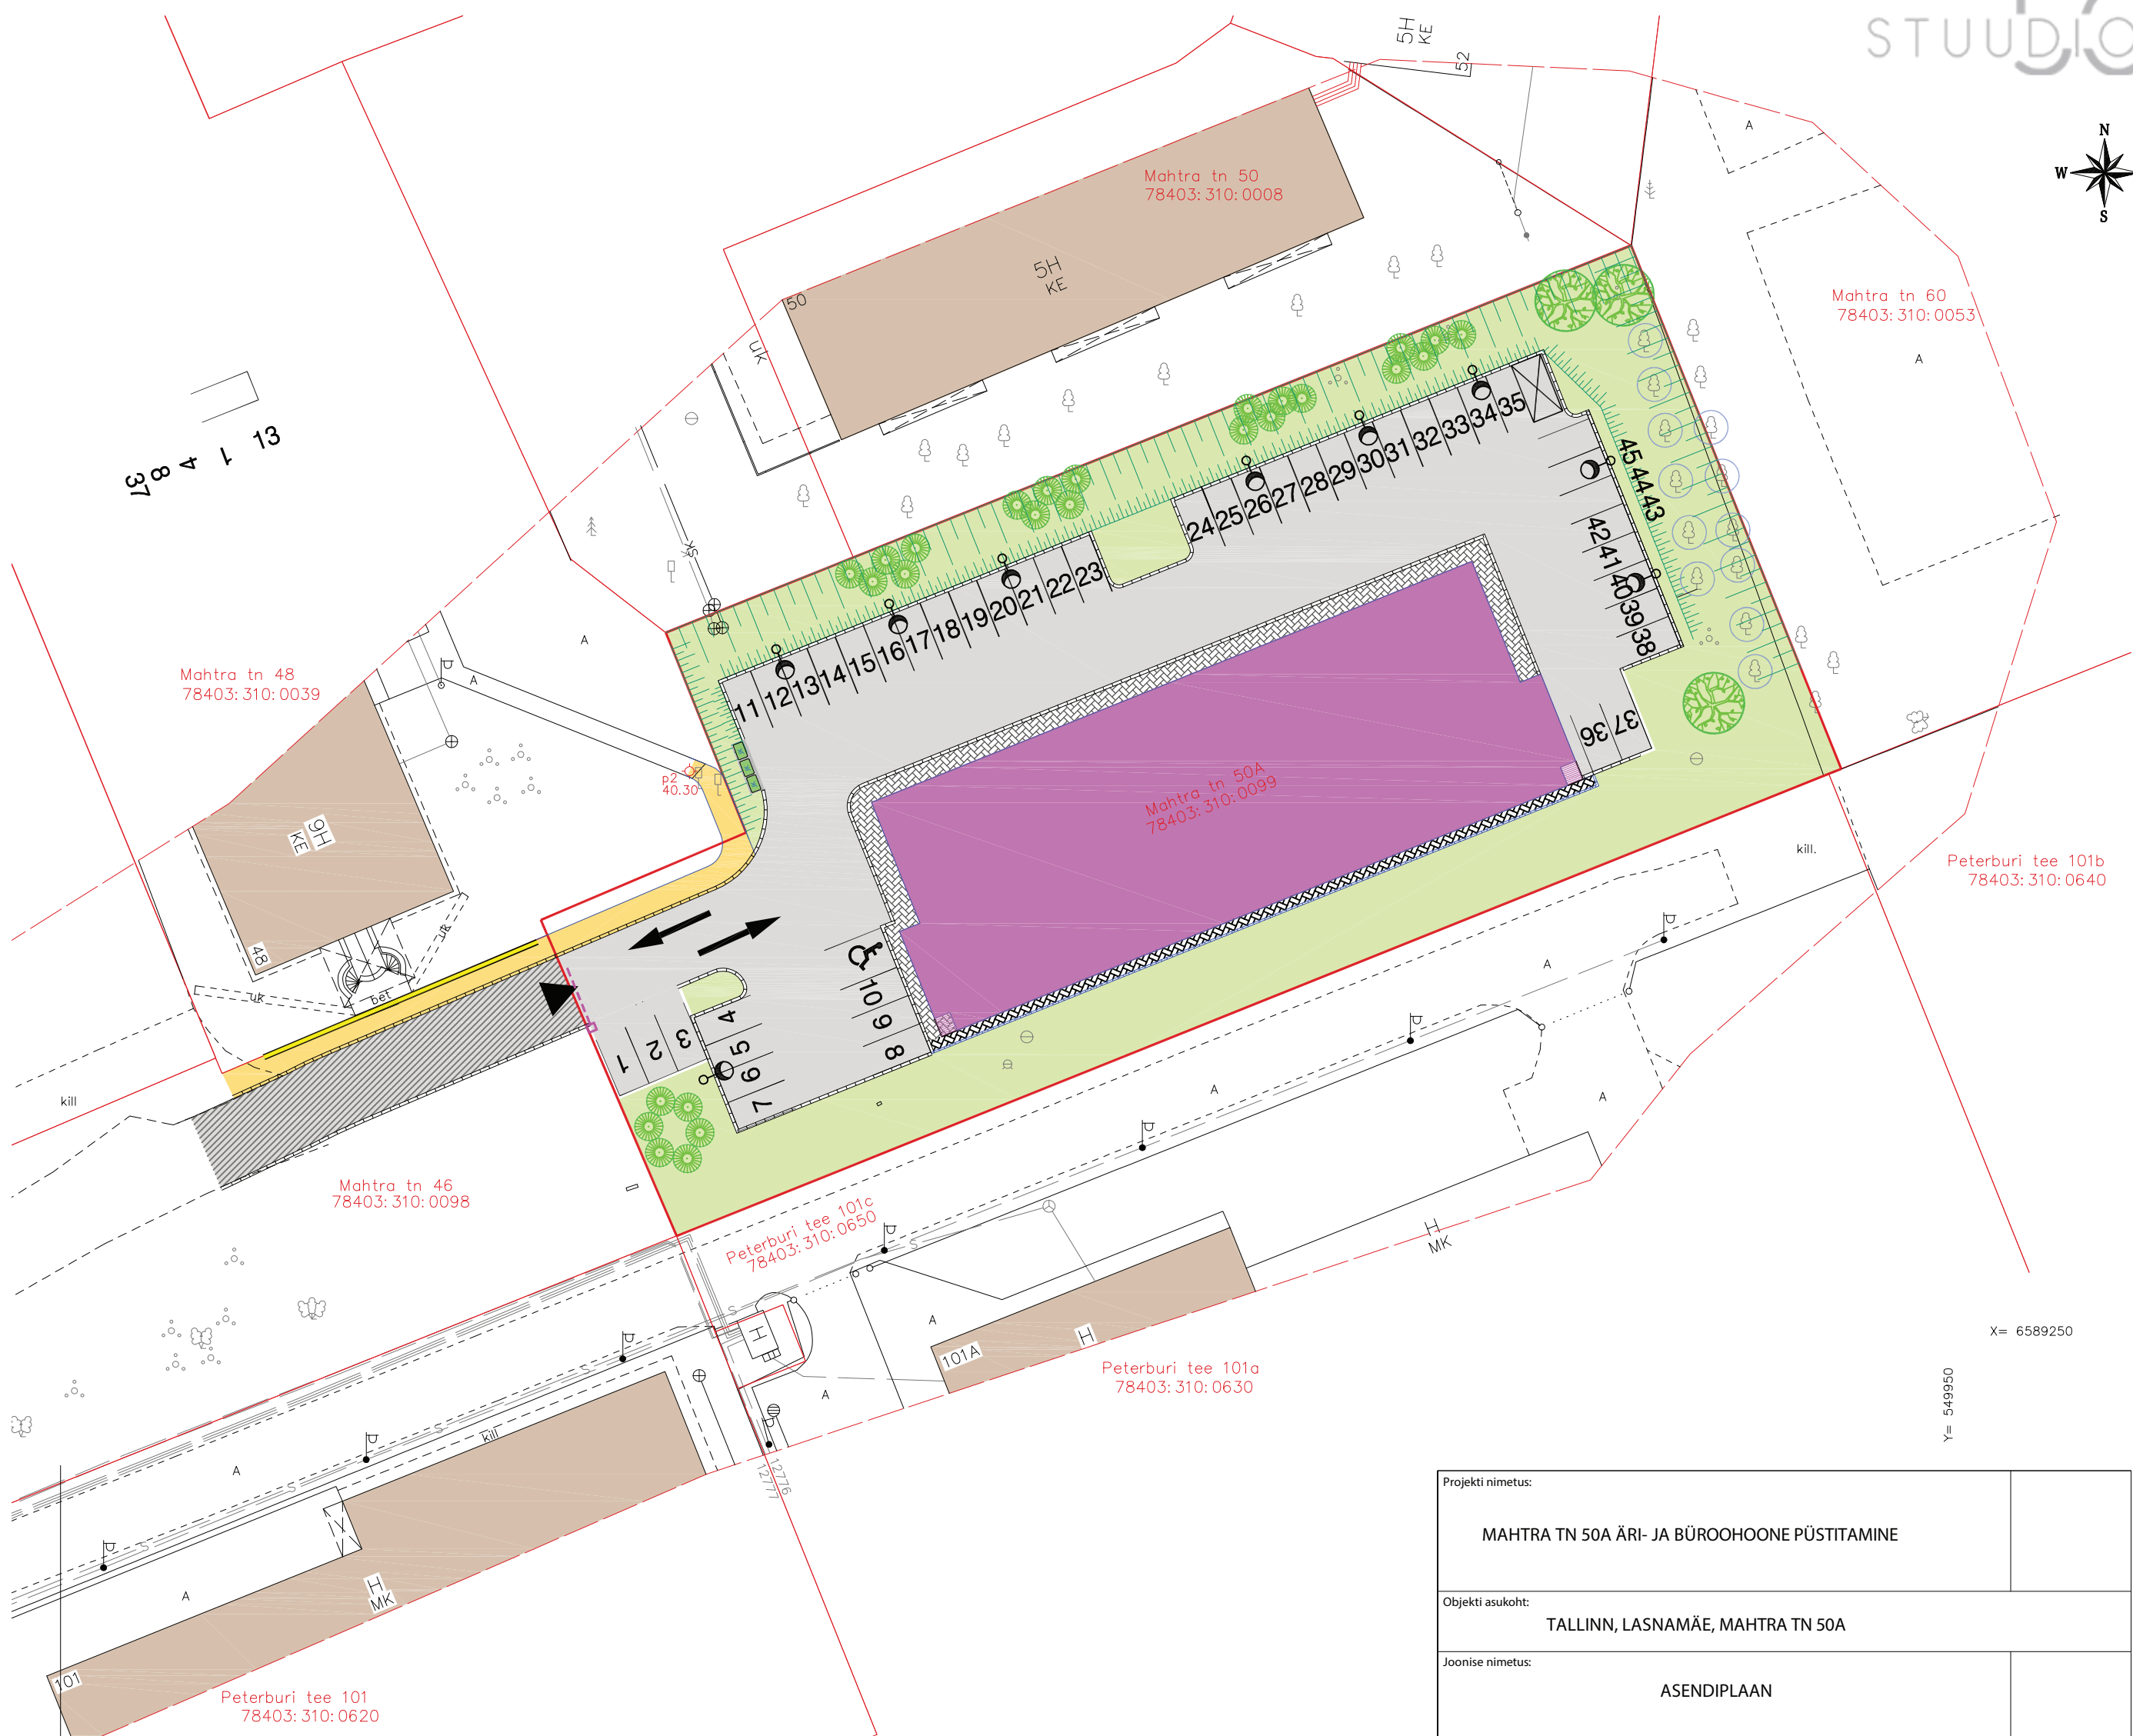 STUUDIO
5H
KE
52
N
W
S
A
Mahtra tn 50
78403:310:0008
5H
KE
50
uk
Mahtra tn 60
78403:310:0053
A
13
1
4
8
37
SK
A
A
Mahtra tn 48
78403:310:0039
9H
KE
48
uk
bet
uk
kill
p2
40.30
11 12 13 14 15 16 17 18 19 20 21 22 23
24 25 26 27 28 29 30 31 32 33 34 35
45 44 43
42 41 40 39 38
37
36
Mahtra tn 50A
78403:310:0099
10
9
8
1
2
3
4
5
6
7
kill.
Peterburi tee 101b
78403:310:0640
A
A
A
Mahtra tn 46
78403:310:0098
Peterburi tee 101c
78403:310:0650
S
S
H
MK
H
A
101A
H
Peterburi tee 101a
78403:310:0630
A
12776
12777
X= 6589250
Y= 549950
S
S
S
S
kill
A
A
H
MK
101
Peterburi tee 101
78403:310:0620
Projekti nimetus:
MAHTRA TN 50A ÄRI- JA BÜROOHOONE PÜSTITAMINE
Objekti asukoht:
TALLINN, LASNAMÄE, MAHTRA TN 50A
Joonise nimetus:
ASENDIPLAAN